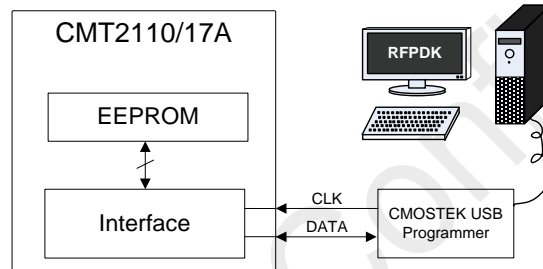 CMT2110/17A
RFPDK
EEPROM
CLK
Interface
DATA
CMOSTEK USB
Programmer